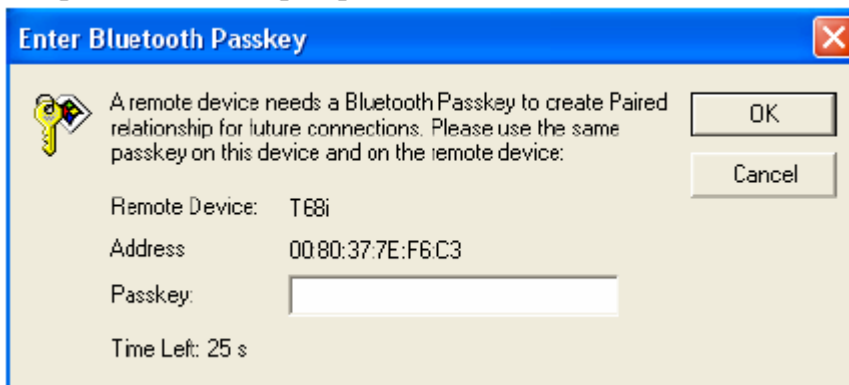 Enter Bluetooth Passkey
A remote device needs a Bluetooth Passkey to create Paired
relationship for future connections. Please use the same
passkey on this device and on the remote device:
OK
Cancel
Remote Device: T68i
Address 00:80:37:7E:F6:C3
Passkey:
Time Left: 25 s